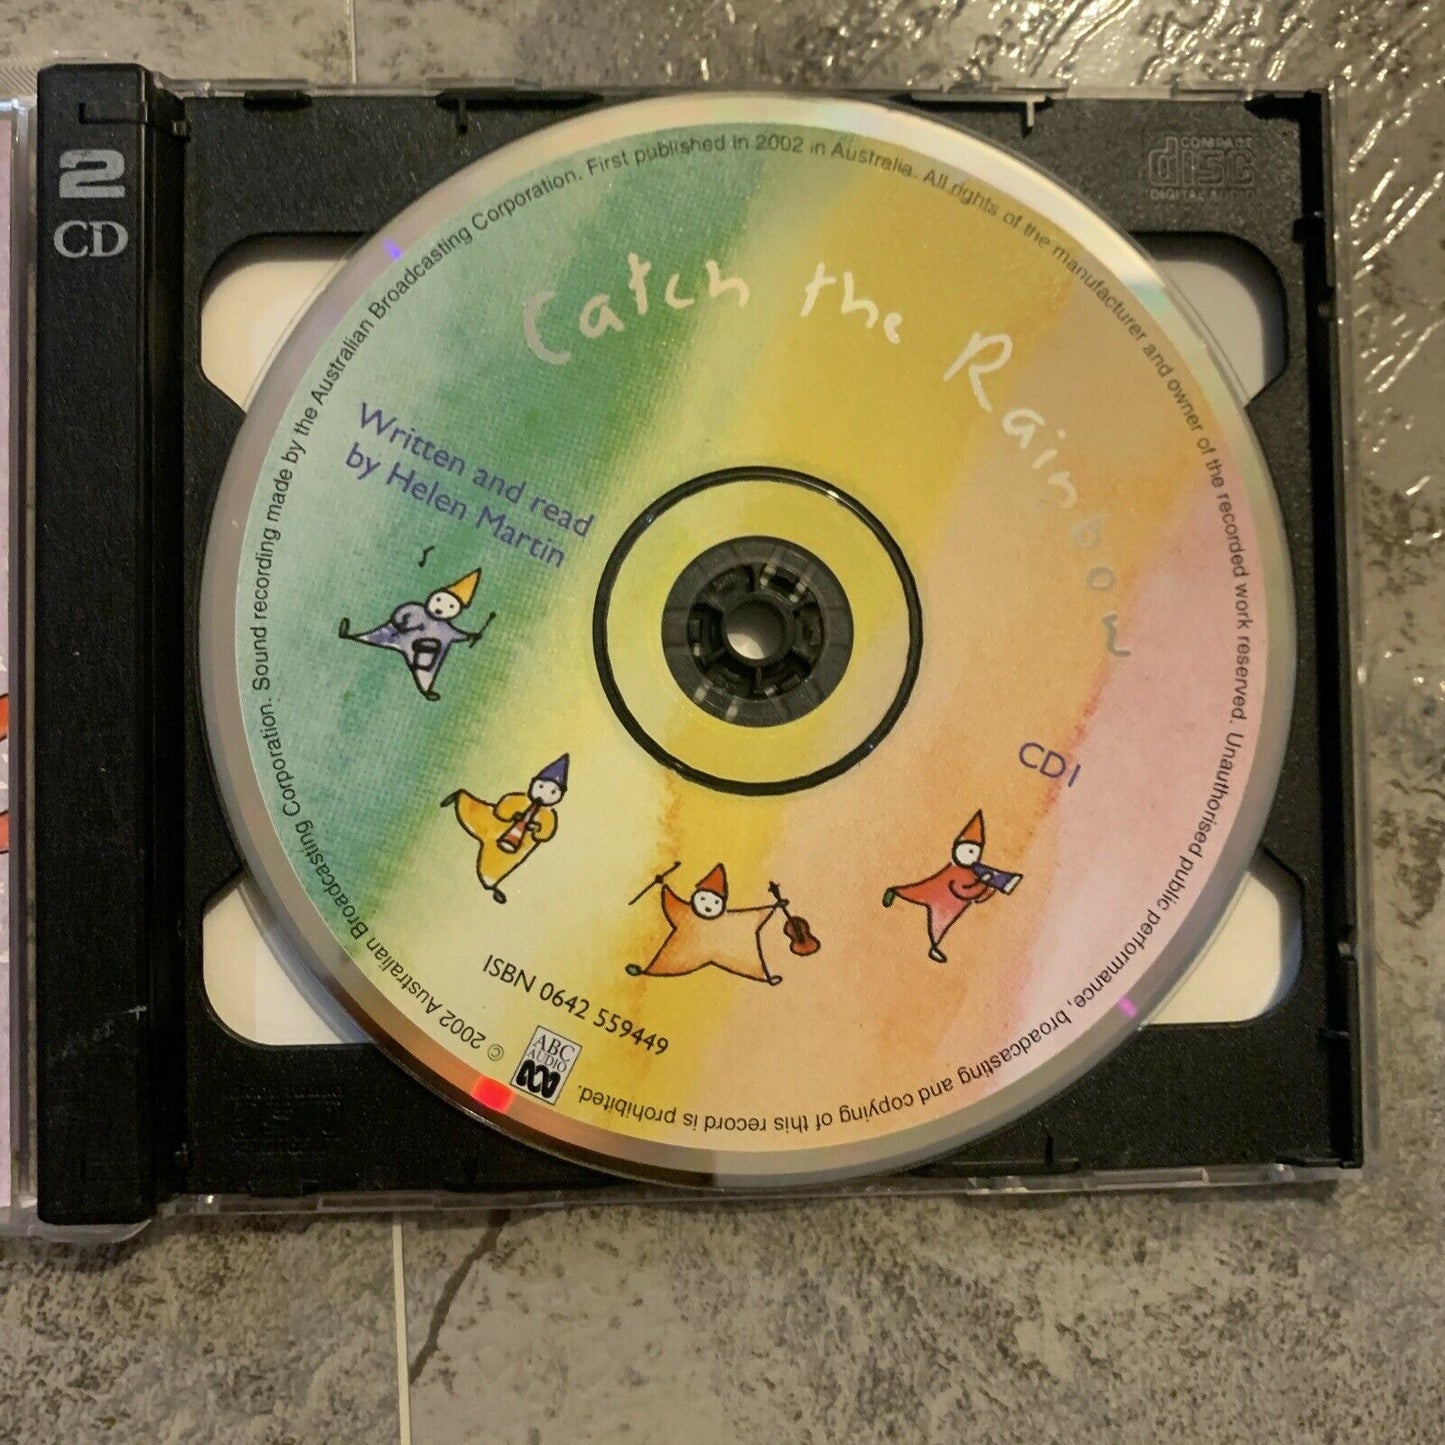 2
CD
COMPACT
disc
DIGITAL AUDIO
Catch the Rainbow
Written and read
by Helen Martin
CD1
ISBN 0642 559449
ABC
AUDIO
© 2002 Australian Broadcasting Corporation. Sound recording made by the Australian Broadcasting Corporation. First published in 2002 in Australia. All rights of the manufacturer and owner of the recorded work reserved. Unauthorised public performance, broadcasting and copying of this record is prohibited.